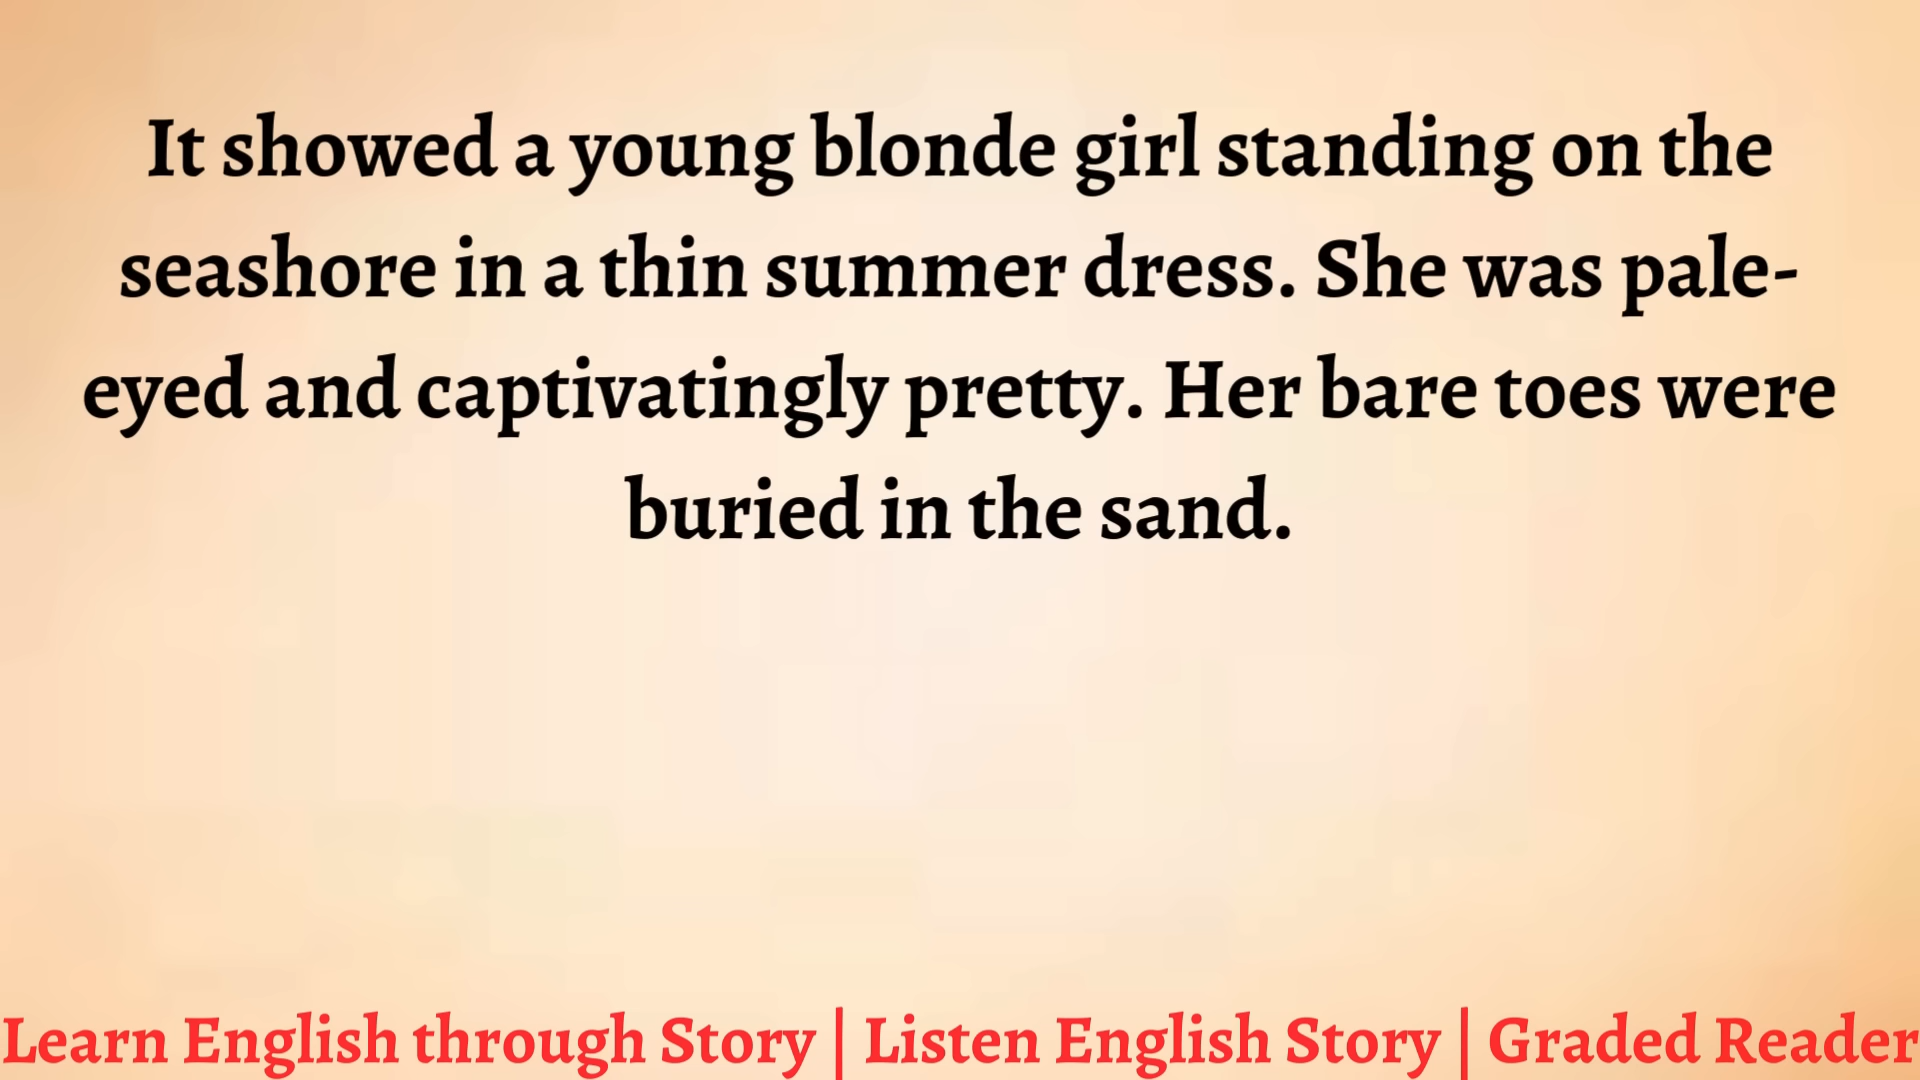 It showed a young blonde girl standing on the
seashore in a thin summer dress. She was pale-
eyed and captivatingly pretty. Her bare toes were
buried in the sand.
Learn English through Story | Listen English Story | Graded Reader